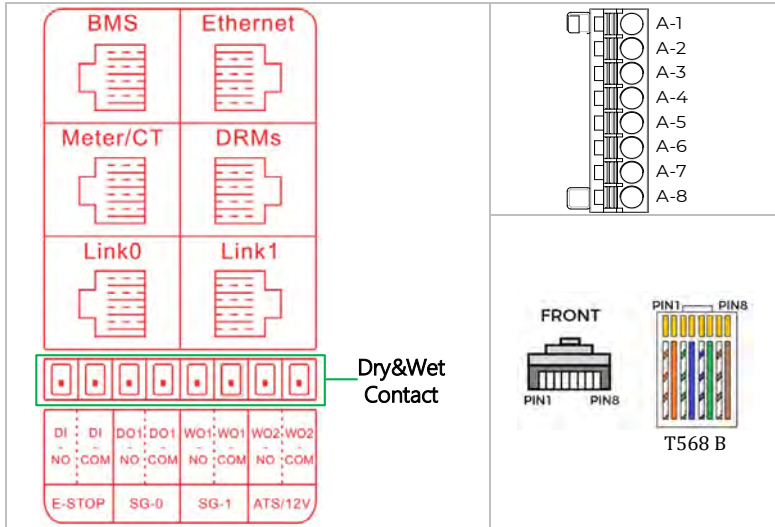 BMS Ethernet
Meter/CT DRMs
Link0 Link1
Dry&Wet
Contact
DI DI DO1 DO1 WO1 WO1 WO2 WO2
- - - - - - - -
NO COM NO COM NO COM NO COM
E-STOP SG-0 SG-1 ATS/12V
A-1
A-2
A-3
A-4
A-5
A-6
A-7
A-8
FRONT
PIN1 PIN8
PIN1 PIN8
T568 B